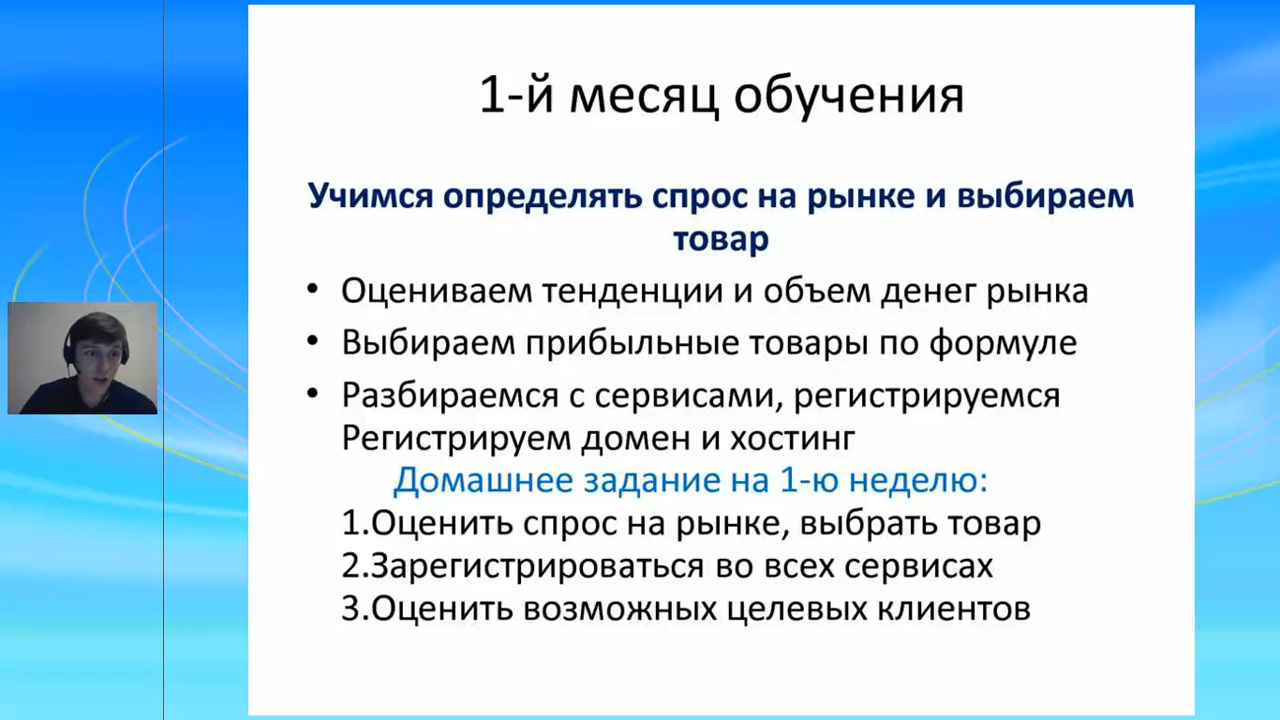 1-й месяц обучения
Учимся определять спрос на рынке и выбираем
товар
• Оцениваем тенденции и объем денег рынка
• Выбираем прибыльные товары по формуле
• Разбираемся с сервисами, регистрируемся
Регистрируем домен и хостинг
Домашнее задание на 1-ю неделю:
1.Оценить спрос на рынке, выбрать товар
2.Зарегистрироваться во всех сервисах
3.Оценить возможных целевых клиентов